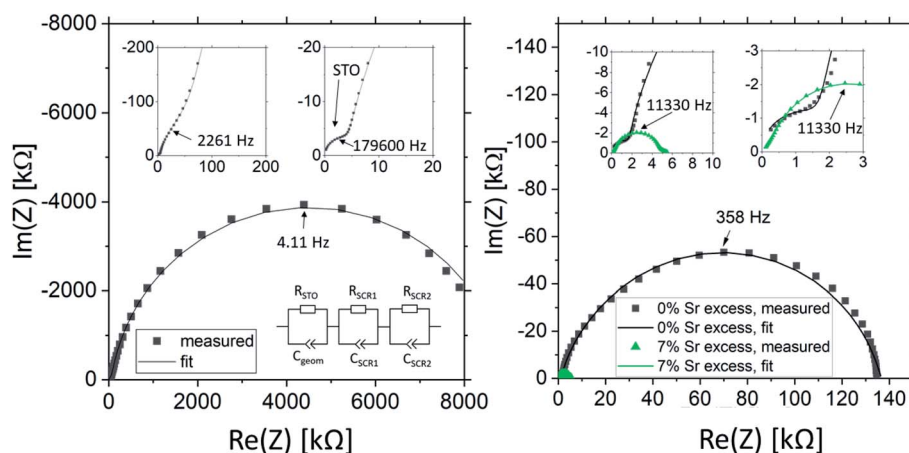 -8000
-6000
-4000
-2000
0
Im(Z) [kΩ]
0 2000 4000 6000 8000
Re(Z) [kΩ]
-200
-100
0
0 100 200
2261 Hz
-20
-10
0
0 10 20
STO
179600 Hz
4.11 Hz
R_STO R_SCR1 R_SCR2
C_geom C_SCR1 C_SCR2
measured
fit
-140
-120
-100
-80
-60
-40
-20
0
Im(Z) [kΩ]
0 20 40 60 80 100 120 140
Re(Z) [kΩ]
-10
-8
-6
-4
-2
0
0 2 4 6 8 10
11330 Hz
-3
-2
-1
0
0 1 2 3
11330 Hz
358 Hz
0% Sr excess, measured
0% Sr excess, fit
7% Sr excess, measured
7% Sr excess, fit